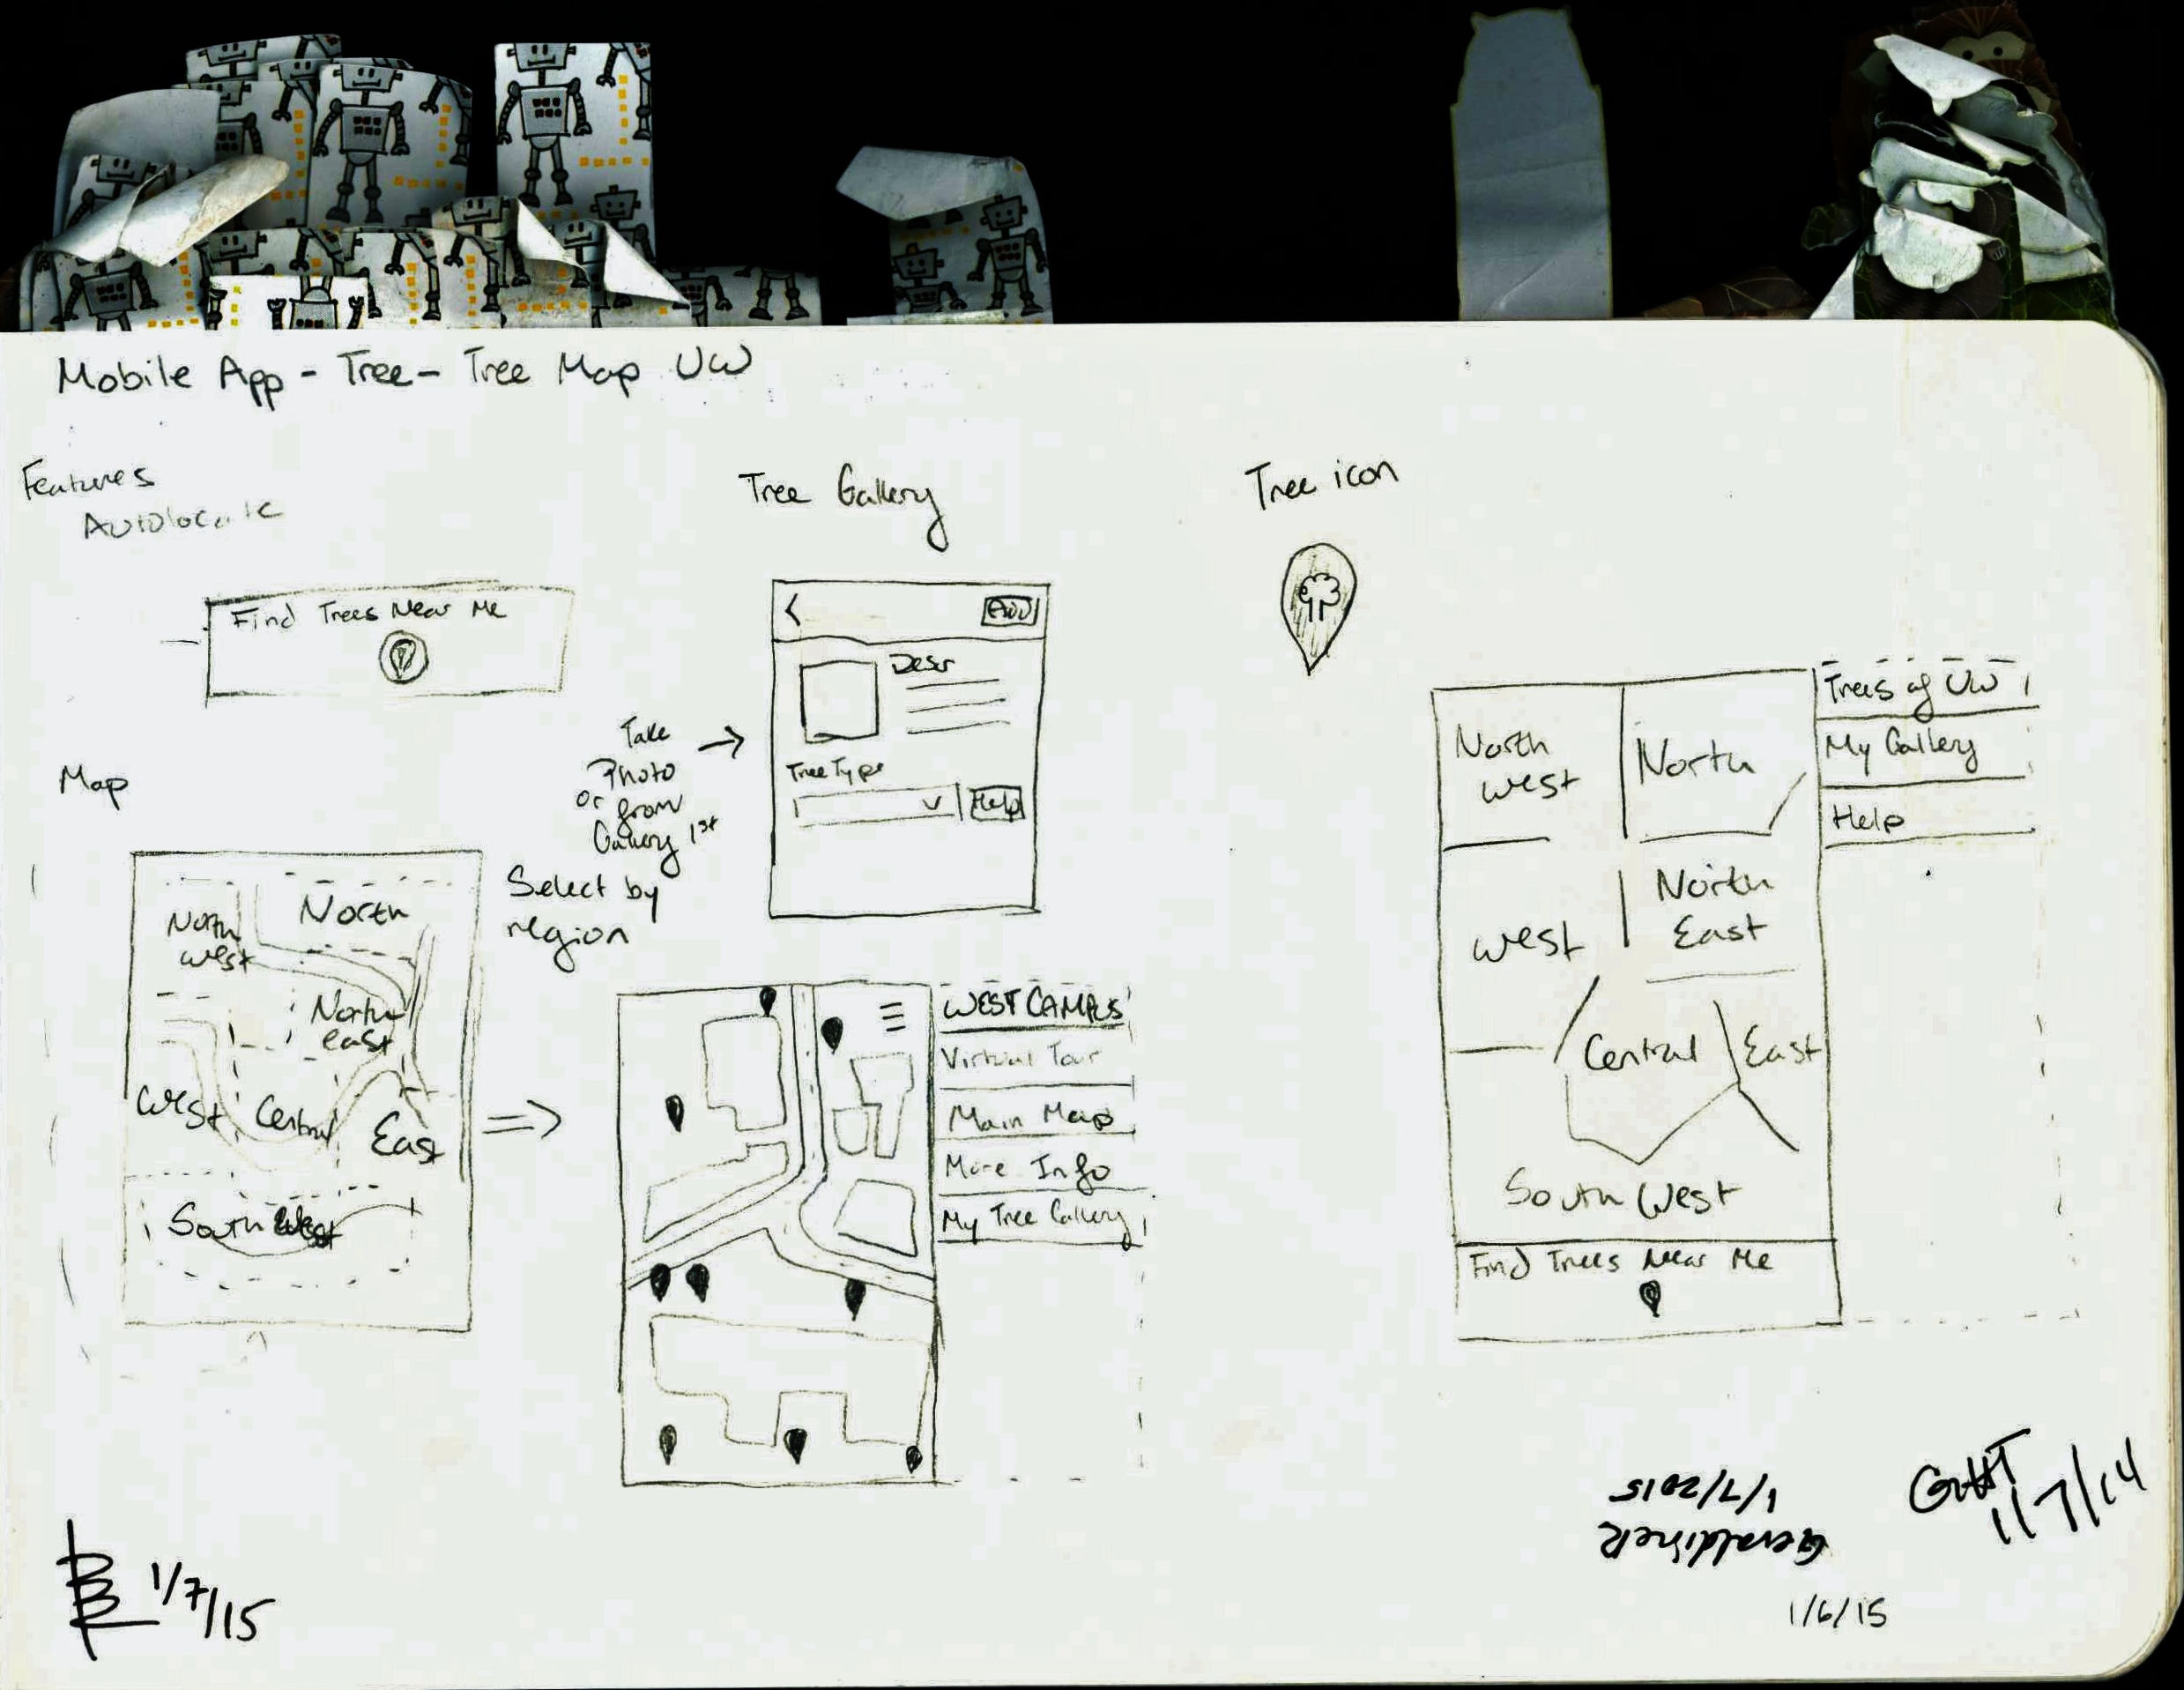 Mobile App - Tree - Tree Map UW
Features
Autolocate
Find Trees Near Me
Map
North
West
North
North
East
West
Central
East
South West
Select by
region
Tree Gallery
Take
Photo
or from
Gallery 1st
<
Add
Descr
Tree Type
V
Help
WEST CAMPUS
Virtual Tour
Main Map
More Info
My Tree Gallery
Tree icon
North
West
North
West
North
East
Central
East
South West
Find Trees Near Me
Trees of UW
My Gallery
Help
1/7/15
1/7/2015
1/7/14
1/6/15